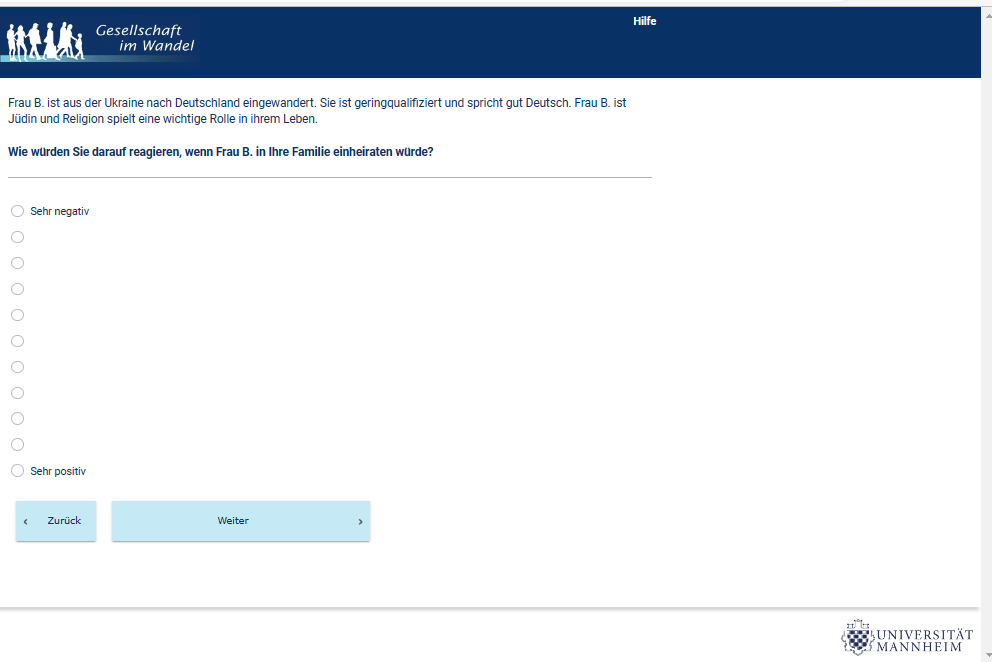 Gesellschaft
im Wandel
Hilfe
Frau B. ist aus der Ukraine nach Deutschland eingewandert. Sie ist geringqualifiziert und spricht gut Deutsch. Frau B. ist
Jüdin und Religion spielt eine wichtige Rolle in ihrem Leben.
Wie würden Sie darauf reagieren, wenn Frau B. in Ihre Familie einheiraten würde?
Sehr negativ
Sehr positiv
‹ Zurück
Weiter ›
UNIVERSITÄT
MANNHEIM